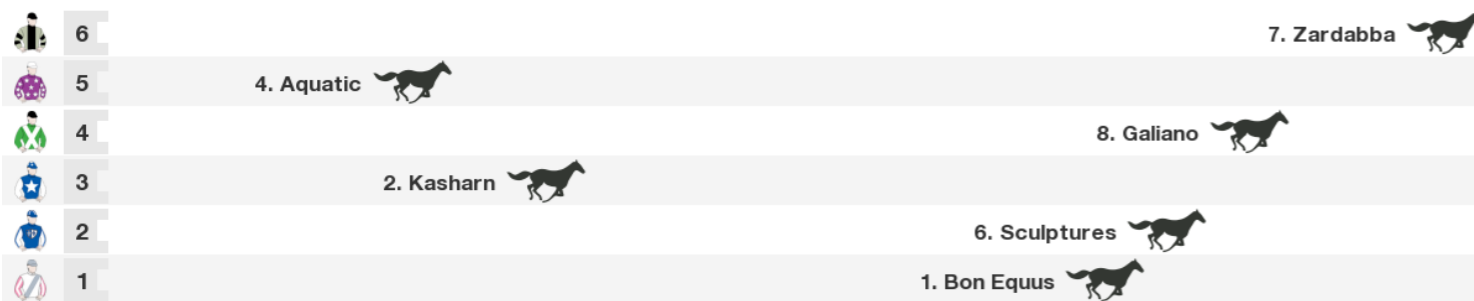 6 7. Zardabba
5 4. Aquatic
4 8. Galiano
3 2. Kasharn
2 6. Sculptures
1 1. Bon Equus